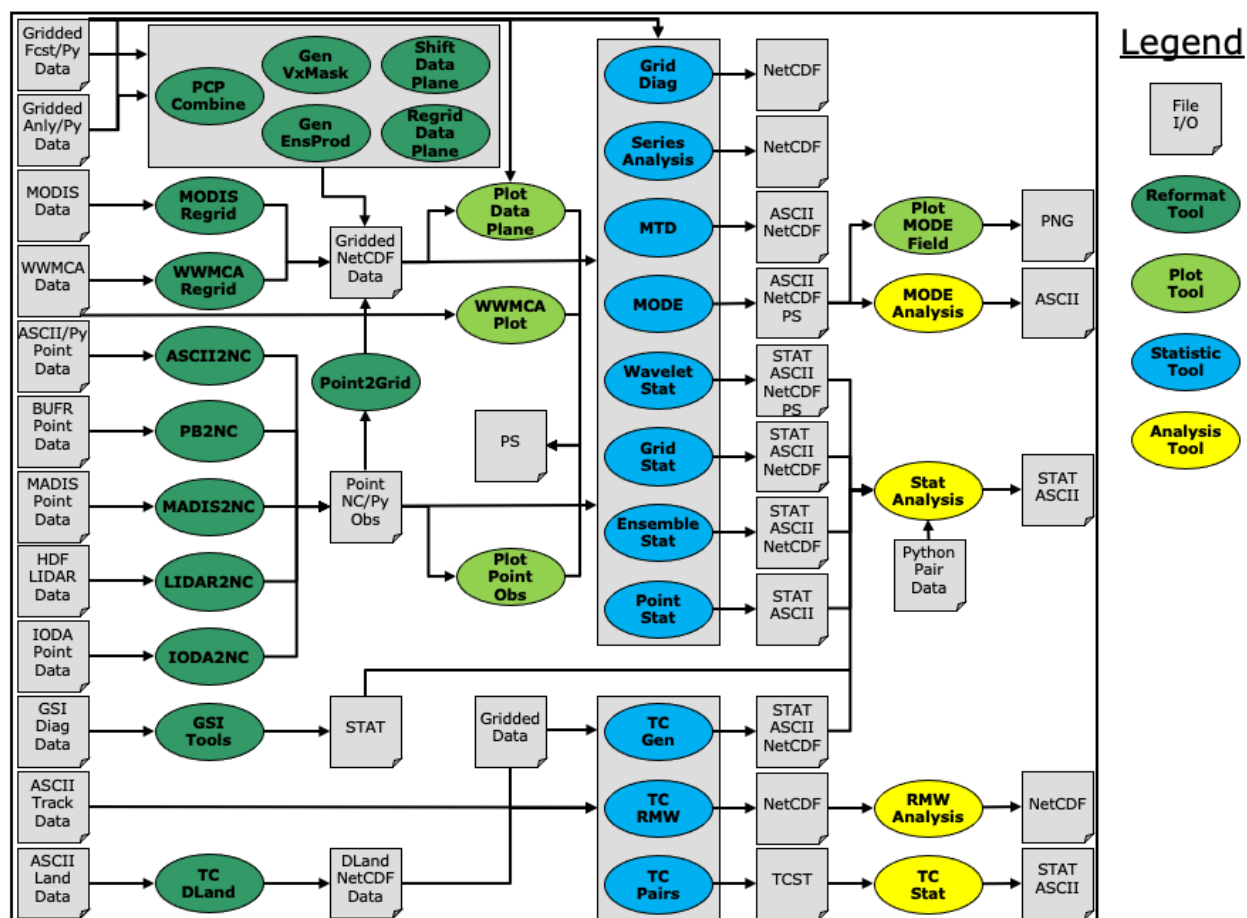 Gridded
Fcst/Py
Data
Gridded
Anly/Py
Data
PCP
Combine
Gen
VxMask
Shift
Data
Plane
Gen
EnsProd
Regrid
Data
Plane
Grid
Diag
NetCDF
Series
Analysis
NetCDF
MODIS
Data
MODIS
Regrid
Gridded
NetCDF
Data
Plot
Data
Plane
MTD
ASCII
NetCDF
Plot
MODE
Field
PNG
WWMCA
Data
WWMCA
Regrid
WWMCA
Plot
MODE
ASCII
NetCDF
PS
MODE
Analysis
ASCII
ASCII/Py
Point
Data
ASCII2NC
Point2Grid
Wavelet
Stat
STAT
ASCII
NetCDF
PS
BUFR
Point
Data
PB2NC
PS
Grid
Stat
STAT
ASCII
NetCDF
Stat
Analysis
STAT
ASCII
MADIS
Point
Data
MADIS2NC
Point
NC/Py
Obs
Ensemble
Stat
STAT
ASCII
NetCDF
Python
Pair
Data
HDF
LIDAR
Data
LIDAR2NC
Plot
Point
Obs
Point
Stat
STAT
ASCII
IODA
Point
Data
IODA2NC
GSI
Diag
Data
GSI
Tools
STAT
Gridded
Data
TC
Gen
STAT
ASCII
NetCDF
ASCII
Track
Data
TC
RMW
NetCDF
RMW
Analysis
NetCDF
ASCII
Land
Data
TC
DLand
DLand
NetCDF
Data
TC
Pairs
TCST
TC
Stat
STAT
ASCII
Legend
File
I/O
Reformat
Tool
Plot
Tool
Statistic
Tool
Analysis
Tool